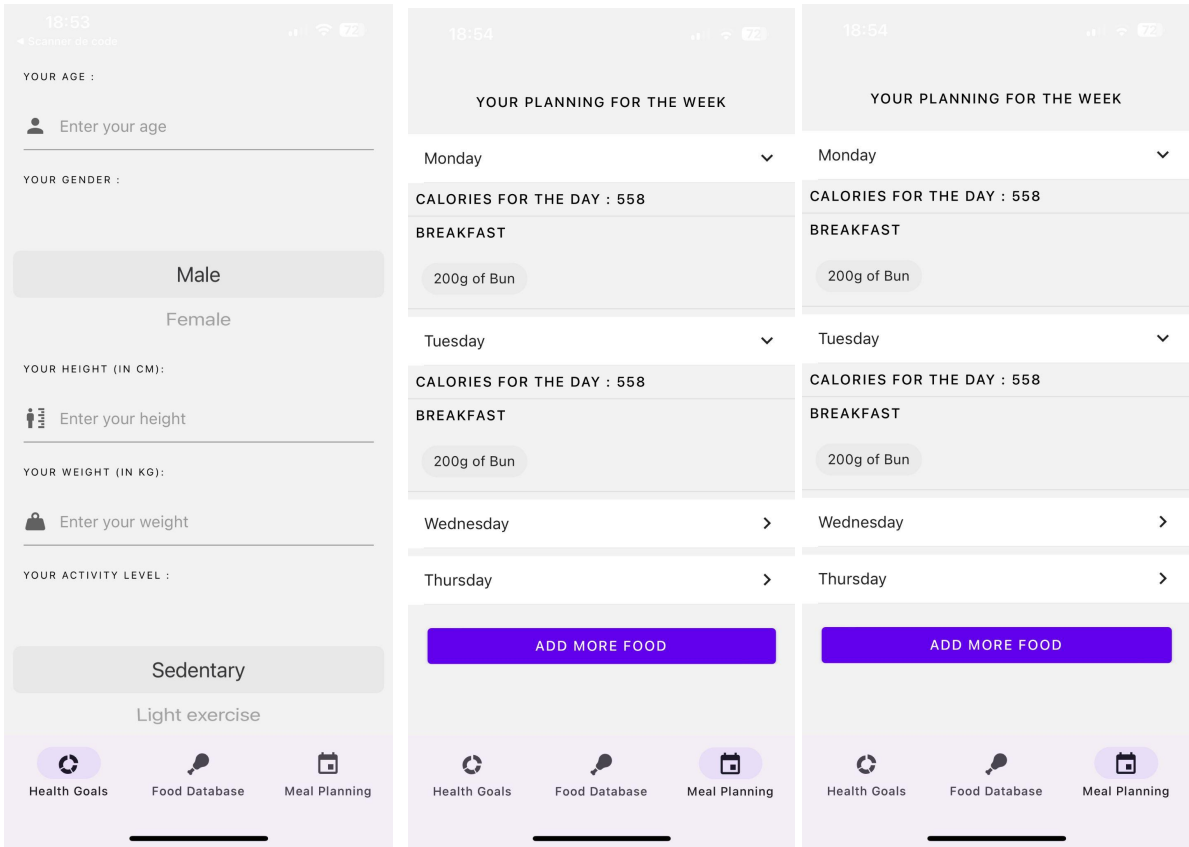 18:53
◀ Scanner de code
72
YOUR AGE :
Enter your age
YOUR GENDER :
Male
Female
YOUR HEIGHT (IN CM):
Enter your height
YOUR WEIGHT (IN KG):
Enter your weight
YOUR ACTIVITY LEVEL :
Sedentary
Light exercise
Health Goals
Food Database
Meal Planning
18:54
YOUR PLANNING FOR THE WEEK
Monday
CALORIES FOR THE DAY : 558
BREAKFAST
200g of Bun
Tuesday
CALORIES FOR THE DAY : 558
BREAKFAST
200g of Bun
Wednesday
Thursday
ADD MORE FOOD
Health Goals
Food Database
Meal Planning
18:54
YOUR PLANNING FOR THE WEEK
Monday
CALORIES FOR THE DAY : 558
BREAKFAST
200g of Bun
Tuesday
CALORIES FOR THE DAY : 558
BREAKFAST
200g of Bun
Wednesday
Thursday
ADD MORE FOOD
Health Goals
Food Database
Meal Planning